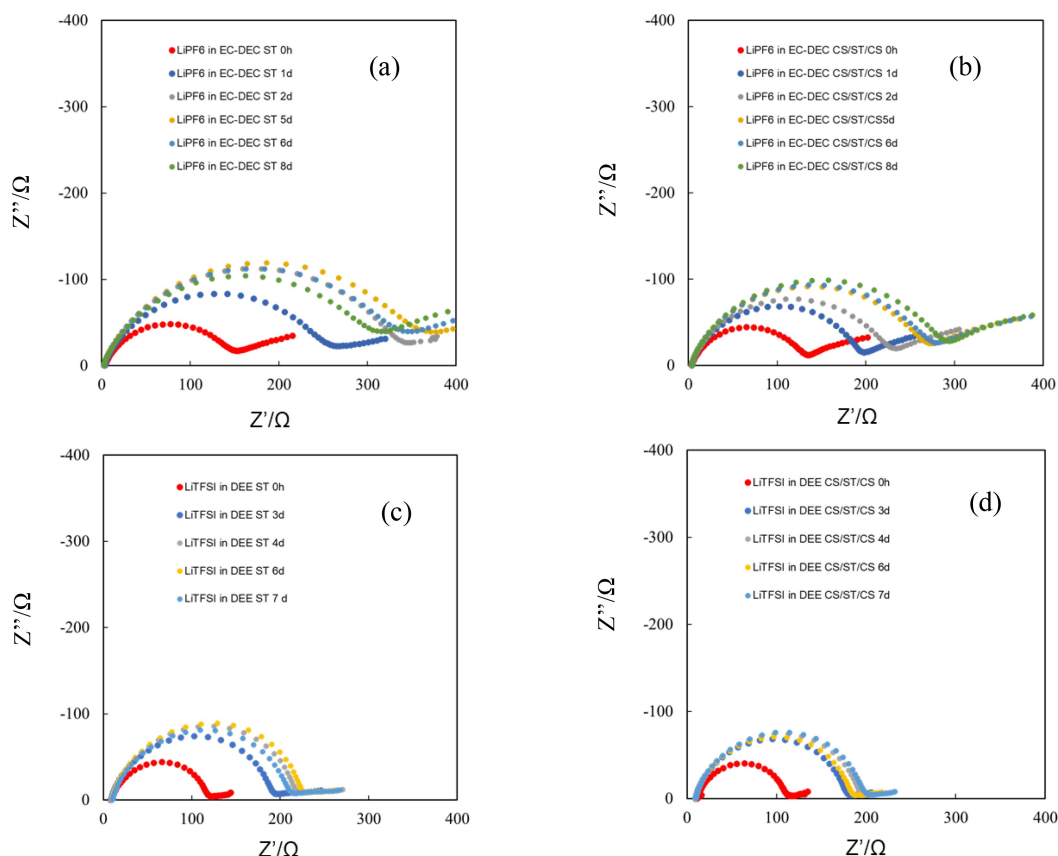 -400
LiPF6 in EC-DEC ST 0h
(a)
LiPF6 in EC-DEC ST 1d
-300
LiPF6 in EC-DEC ST 2d
LiPF6 in EC-DEC ST 5d
LiPF6 in EC-DEC ST 6d
LiPF6 in EC-DEC ST 8d
-200
Z''/Ω
-100
0
0
100
200
300
400
Z'/Ω
-400
LiPF6 in EC-DEC CS/ST/CS 0h
(b)
LiPF6 in EC-DEC CS/ST/CS 1d
-300
LiPF6 in EC-DEC CS/ST/CS 2d
LiPF6 in EC-DEC CS/ST/CS5d
LiPF6 in EC-DEC CS/ST/CS 6d
LiPF6 in EC-DEC CS/ST/CS 8d
-200
Z''/Ω
-100
0
0
100
200
300
400
Z'/Ω
-400
LiTFSI in DEE ST 0h
LiTFSI in DEE ST 3d
(c)
-300
LiTFSI in DEE ST 4d
LiTFSI in DEE ST 6d
LiTFSI in DEE ST 7 d
-200
Z''/Ω
-100
0
0
100
200
300
400
Z'/Ω
-400
LiTFSI in DEE CS/ST/CS 0h
LiTFSI in DEE CS/ST/CS 3d
(d)
-300
LiTFSI in DEE CS/ST/CS 4d
LiTFSI in DEE CS/ST/CS 6d
LiTFSI in DEE CS/ST/CS 7d
-200
Z''/Ω
-100
0
0
100
200
300
400
Z'/Ω